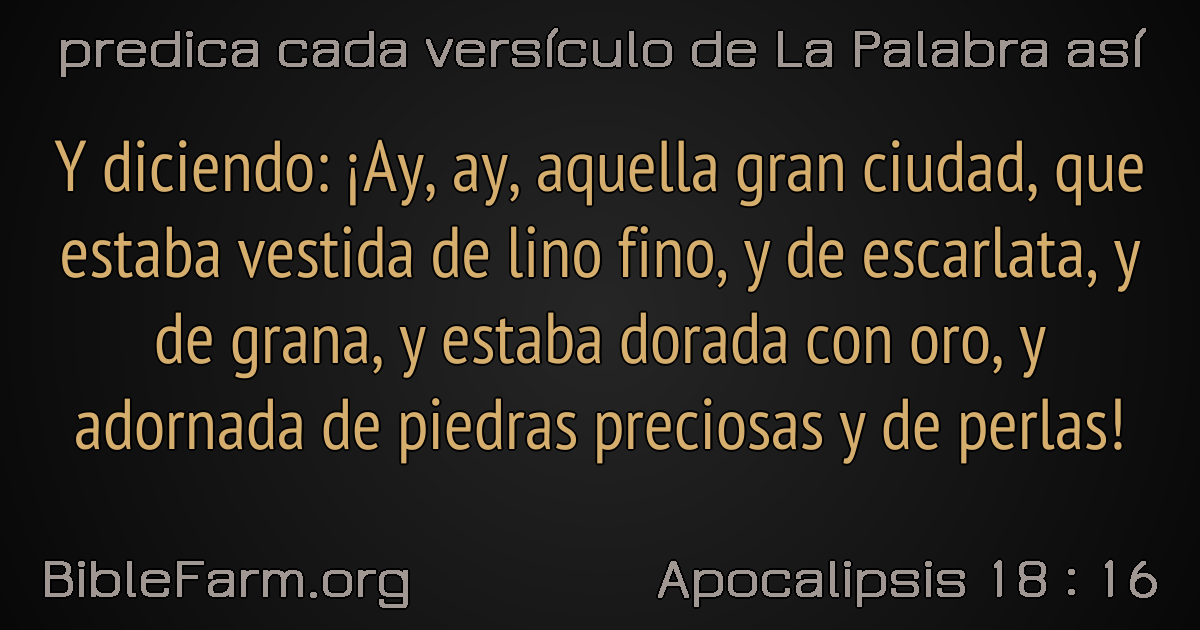 predica cada versículo de La Palabra así
Y diciendo: ¡Ay, ay, aquella gran ciudad, que
estaba vestida de lino fino, y de escarlata, y
de grana, y estaba dorada con oro, y
adornada de piedras preciosas y de perlas!
BibleFarm.org
Apocalipsis 18 : 16